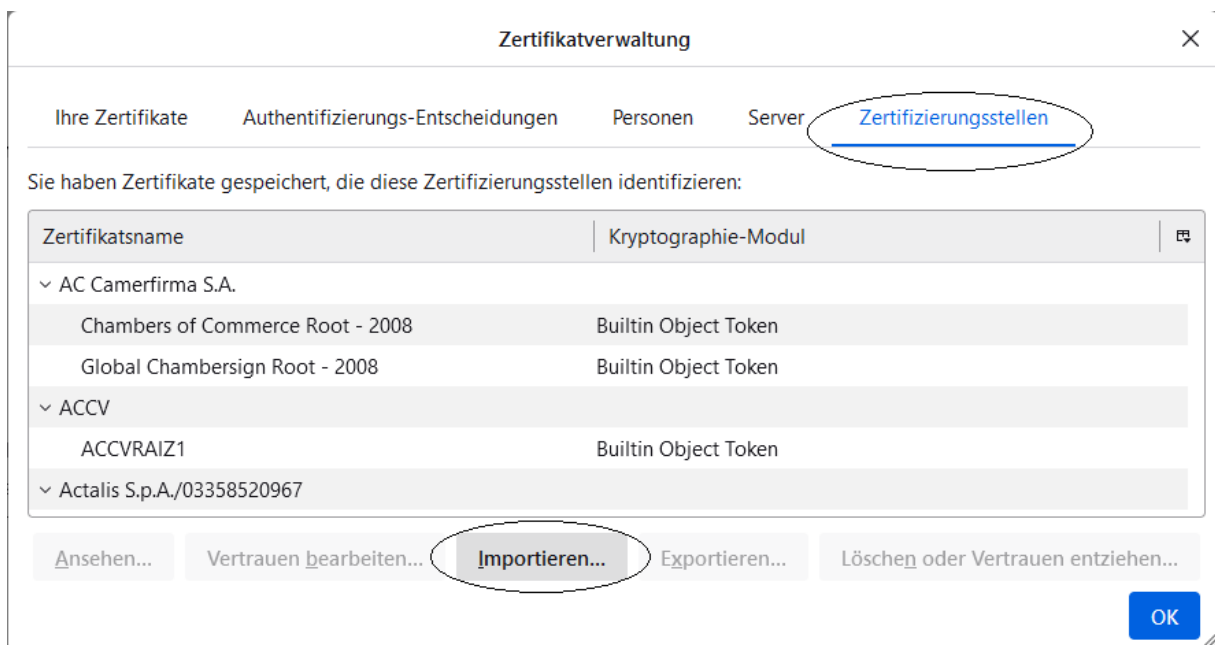 Zertifikatverwaltung
Ihre Zertifikate Authentifizierungs-Entscheidungen Personen Server Zertifizierungsstellen
Sie haben Zertifikate gespeichert, die diese Zertifizierungsstellen identifizieren:
Zertifikatsname Kryptographie-Modul
AC Camerfirma S.A.
Chambers of Commerce Root - 2008 Builtin Object Token
Global Chambersign Root - 2008 Builtin Object Token
ACCV
ACCVRAIZ1 Builtin Object Token
Actalis S.p.A./03358520967
Ansehen... Vertrauen bearbeiten... Importieren... Exportieren... Löschen oder Vertrauen entziehen...
OK